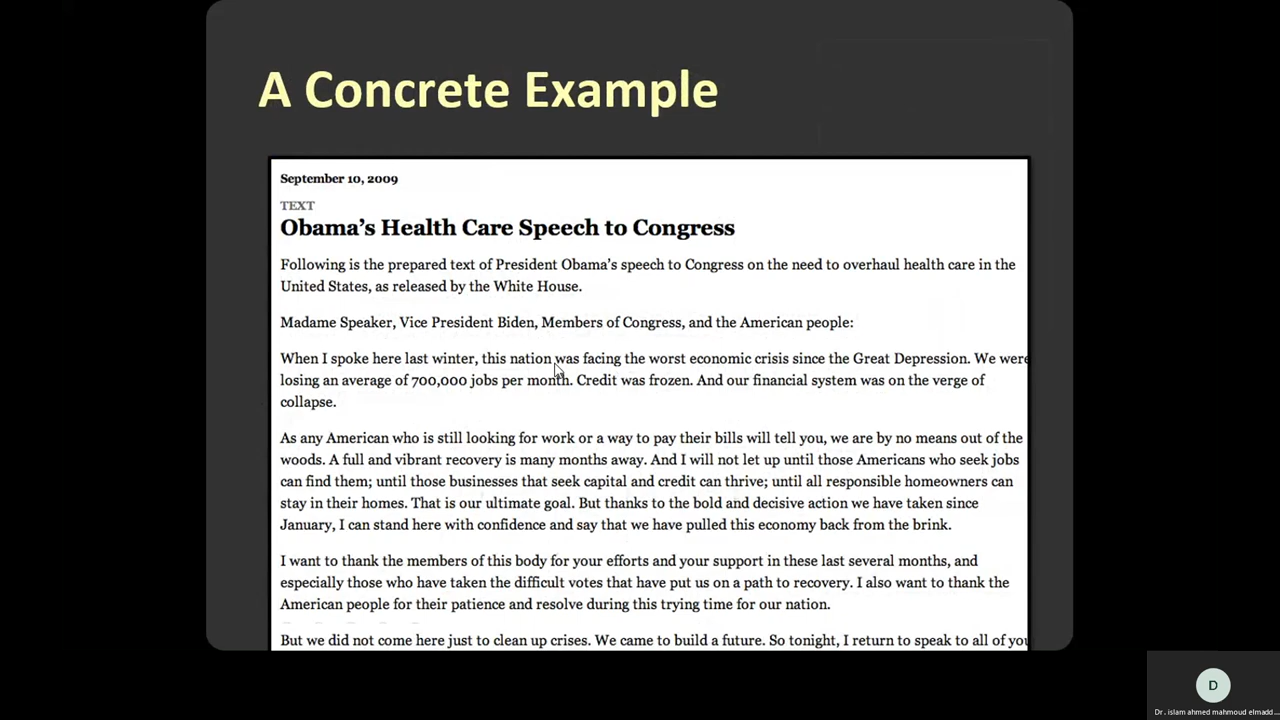 A Concrete Example
September 10, 2009
TEXT
Obama's Health Care Speech to Congress
Following is the prepared text of President Obama's speech to Congress on the need to overhaul health care in the
United States, as released by the White House.
Madame Speaker, Vice President Biden, Members of Congress, and the American people:
When I spoke here last winter, this nation was facing the worst economic crisis since the Great Depression. We were
losing an average of 700,000 jobs per month. Credit was frozen. And our financial system was on the verge of
collapse.
As any American who is still looking for work or a way to pay their bills will tell you, we are by no means out of the
woods. A full and vibrant recovery is many months away. And I will not let up until those Americans who seek jobs
can find them; until those businesses that seek capital and credit can thrive; until all responsible homeowners can
stay in their homes. That is our ultimate goal. But thanks to the bold and decisive action we have taken since
January, I can stand here with confidence and say that we have pulled this economy back from the brink.
I want to thank the members of this body for your efforts and your support in these last several months, and
especially those who have taken the difficult votes that have put us on a path to recovery. I also want to thank the
American people for their patience and resolve during this trying time for our nation.
But we did not come here just to clean up crises. We came to build a future. So tonight, I return to speak to all of you
D
Dr. islam ahmed mahmoud elmadd...